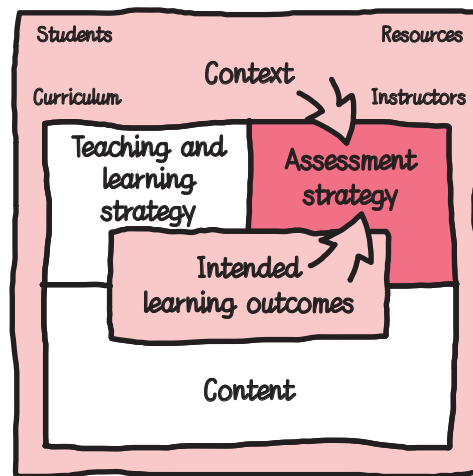 Students
Resources
Context
Curriculum
Instructors
Teaching and
learning
strategy
Assessment
strategy
Intended
learning outcomes
Content